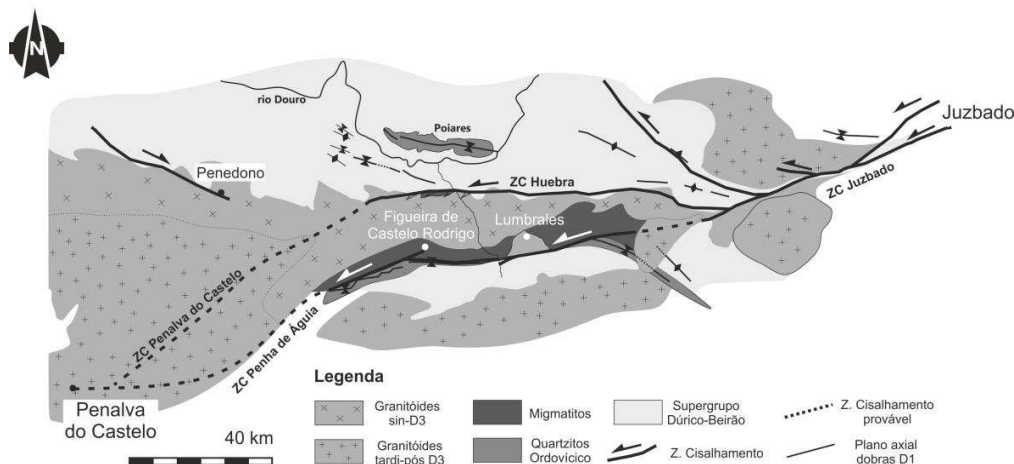 N
rio Douro
Poiares
Juzbado
Penedono
ZC Huebra
ZC Juzbado
Figueira de
Castelo Rodrigo
Lumbrales
ZC Penalva do Castelo
ZC Penha de Águia
Penalva
do Castelo
40 km
Legenda
Granitóides
sin-D3
Migmatitos
Supergrupo
Dúrico-Beirão
Z. Cisalhamento
provável
Granitóides
tardi-pós D3
Quartzitos
Ordovícico
Z. Cisalhamento
Plano axial
dobras D1